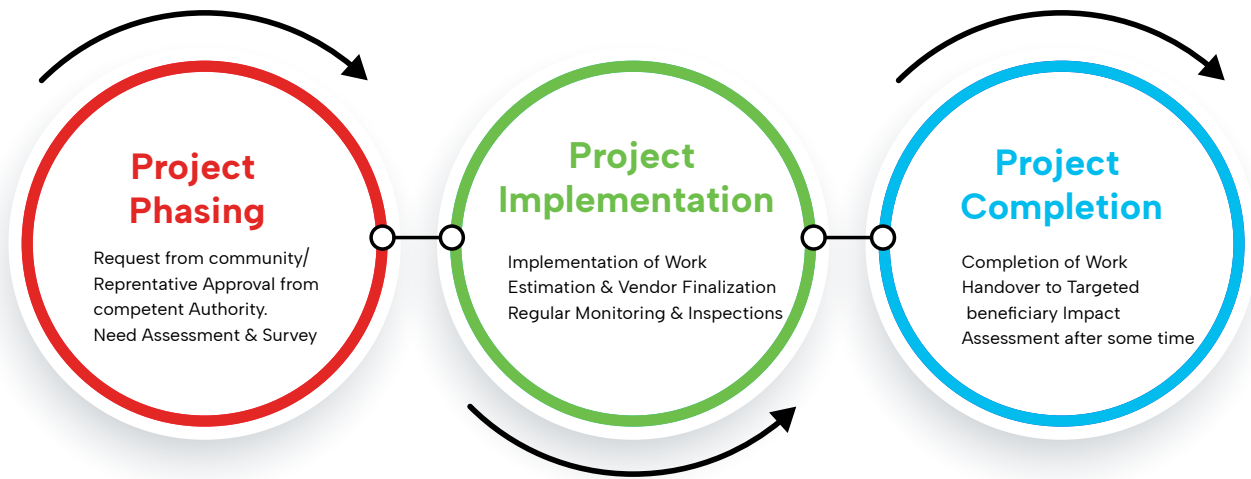 Project
Phasing
Request from community/
Reprentative Approval from
competent Authority.
Need Assessment & Survey
Project
Implementation
Implementation of Work
Estimation & Vendor Finalization
Regular Monitoring & Inspections
Project
Completion
Completion of Work
Handover to Targeted
beneficiary Impact
Assessment after some time